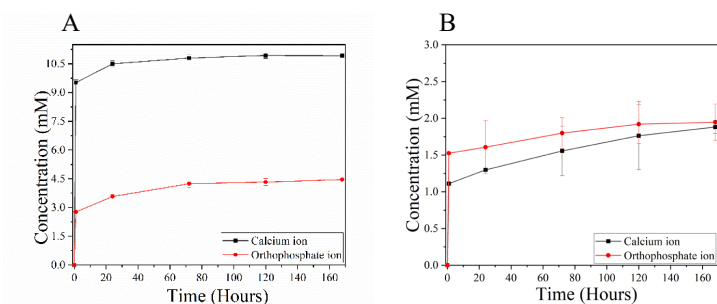 A
Concentration (mM)
10.5
9.0
7.5
6.0
4.5
3.0
1.5
0.0
0 20 40 60 80 100 120 140 160
Time (Hours)
Calcium ion
Orthophosphate ion
B
Concentration (mM)
3.0
2.5
2.0
1.5
1.0
0.5
0.0
0 20 40 60 80 100 120 140 160
Time (Hours)
Calcium ion
Orthophosphate ion